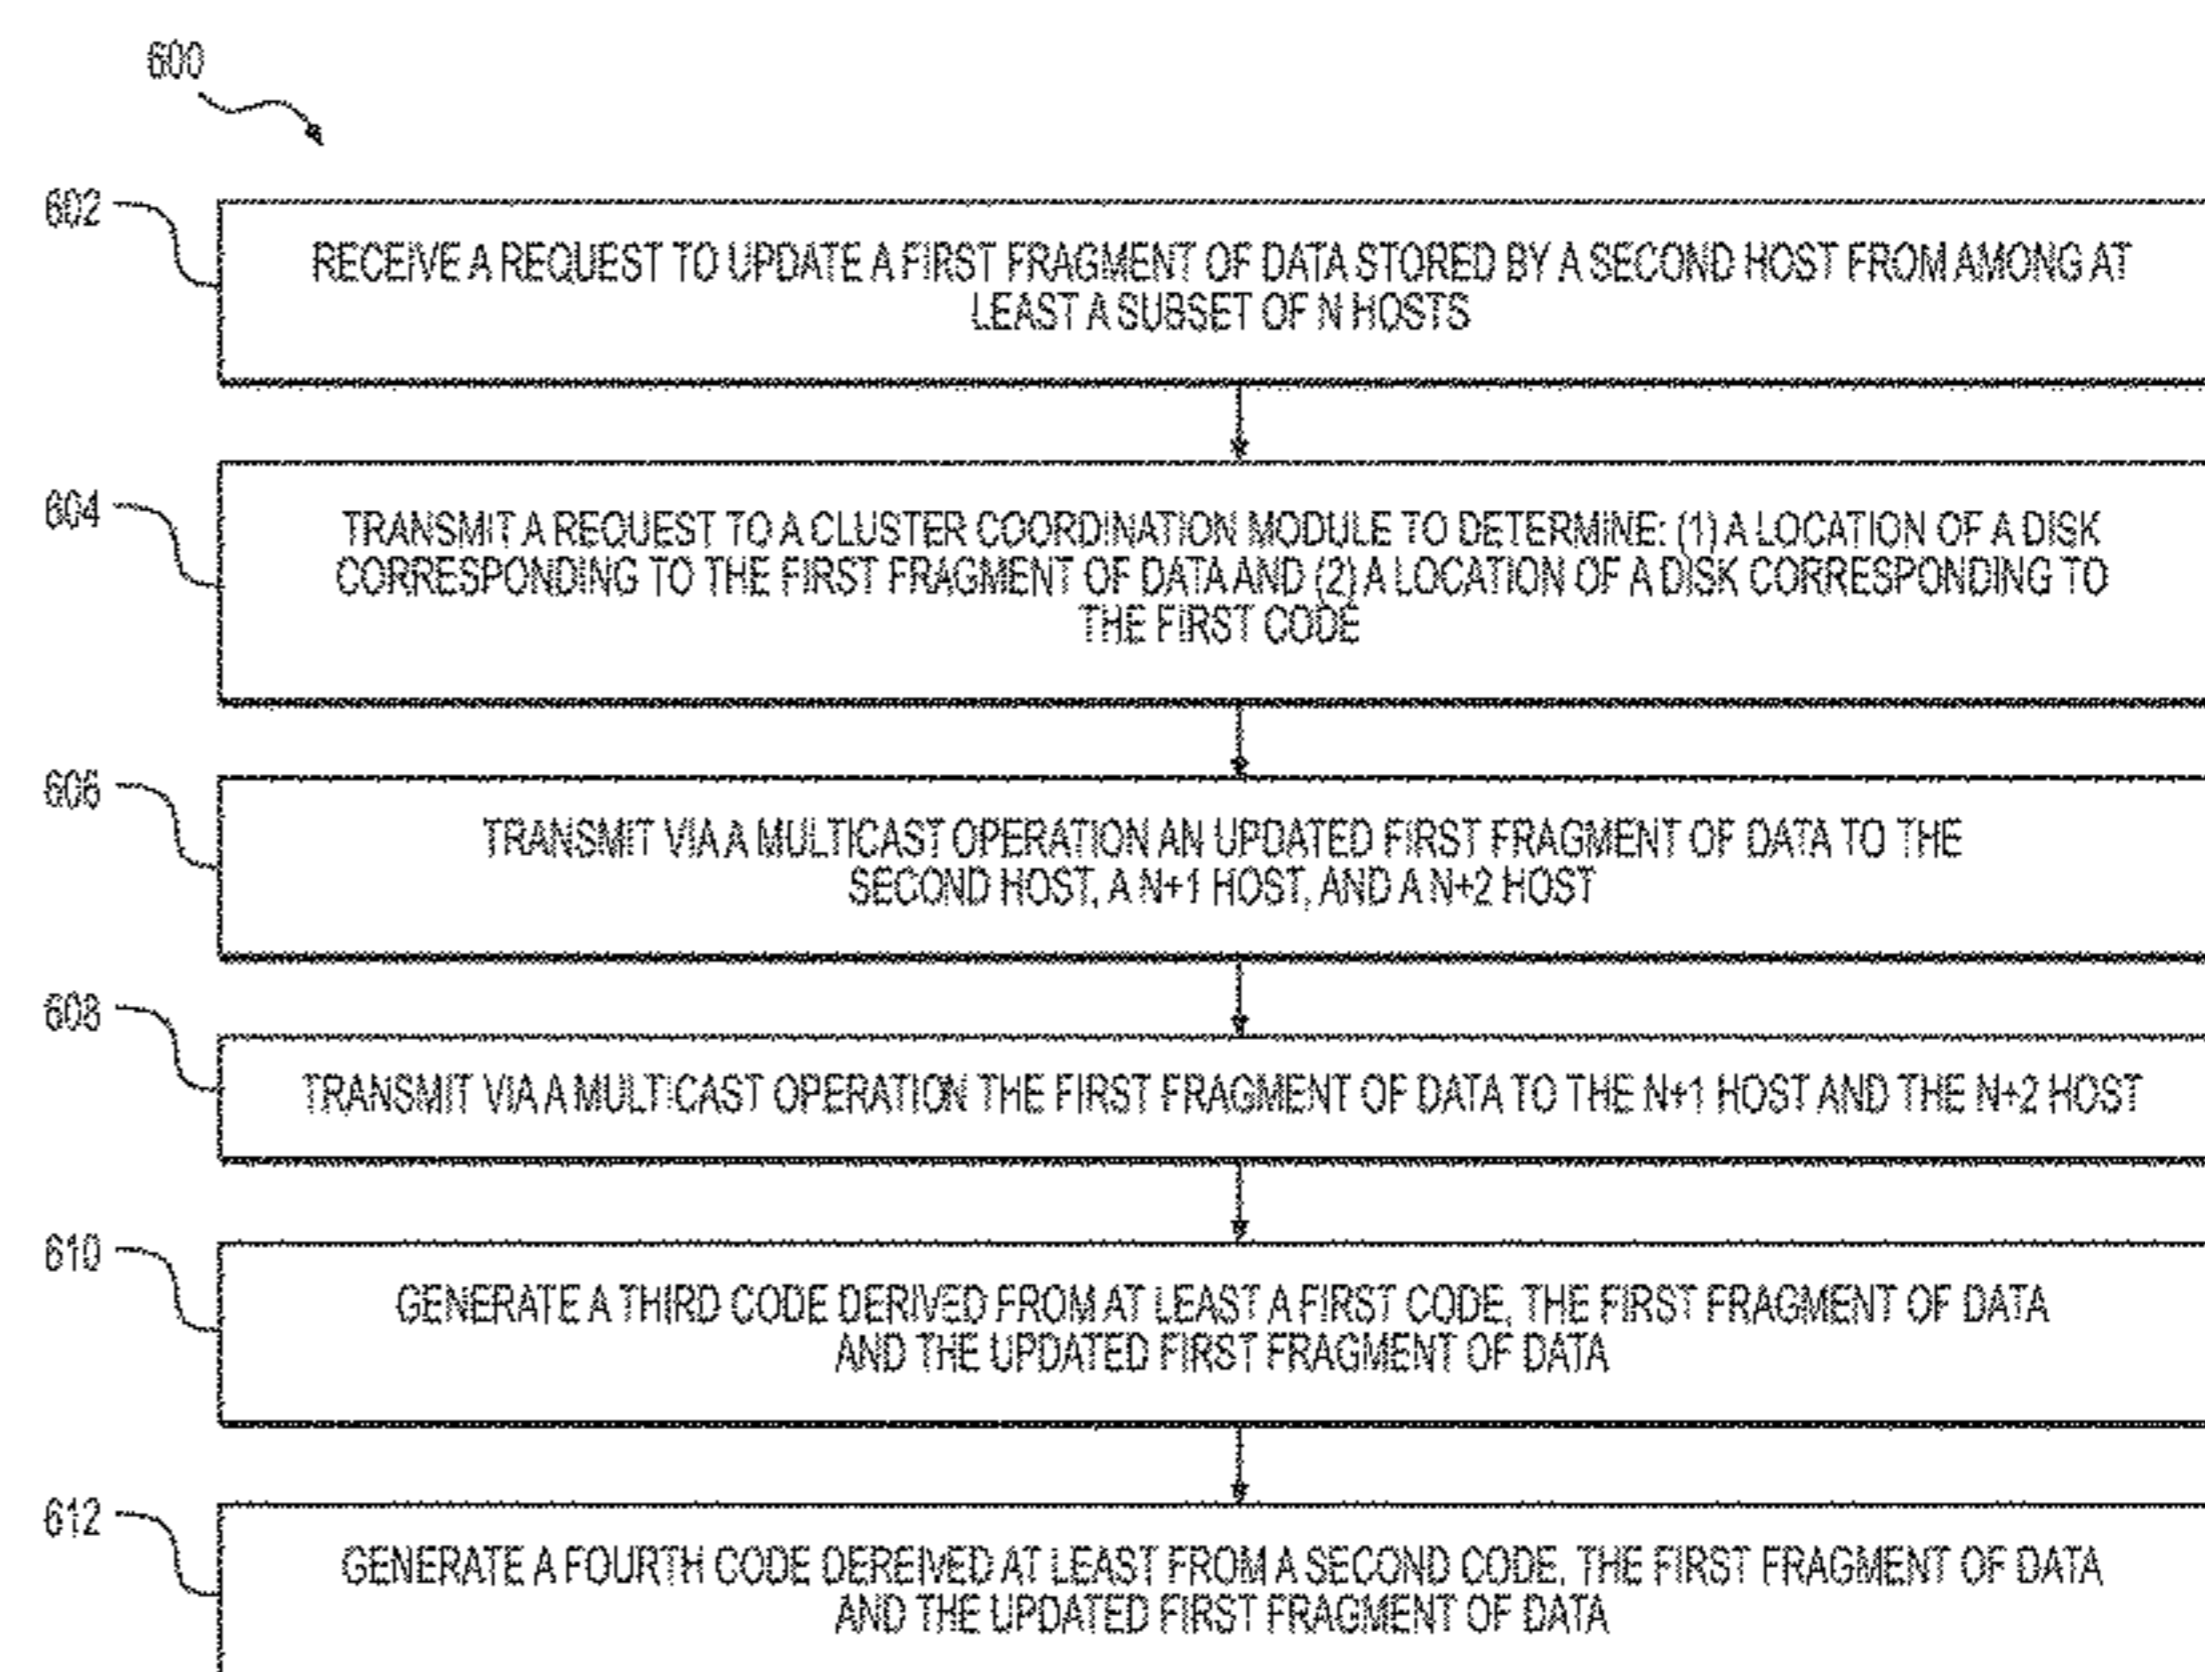 600
602
RECEIVE A REQUEST TO UPDATE A FIRST FRAGMENT OF DATA STORED BY A SECOND HOST FROM AMONG AT
LEAST A SUBSET OF N HOSTS
604
TRANSMIT A REQUEST TO A CLUSTER COORDINATION MODULE TO DETERMINE: (1) A LOCATION OF A DISK
CORRESPONDING TO THE FIRST FRAGMENT OF DATA AND (2) A LOCATION OF A DISK CORRESPONDING TO
THE FIRST CODE
606
TRANSMIT VIA A MULTICAST OPERATION AN UPDATED FIRST FRAGMENT OF DATA TO THE
SECOND HOST, A N+1 HOST, AND A N+2 HOST
608
TRANSMIT VIA A MULTICAST OPERATION THE FIRST FRAGMENT OF DATA TO THE N+1 HOST AND THE N+2 HOST
610
GENERATE A THIRD CODE DERIVED FROM AT LEAST A FIRST CODE, THE FIRST FRAGMENT OF DATA
AND THE UPDATED FIRST FRAGMENT OF DATA
612
GENERATE A FOURTH CODE DEREIVED AT LEAST FROM A SECOND CODE, THE FIRST FRAGMENT OF DATA
AND THE UPDATED FIRST FRAGMENT OF DATA